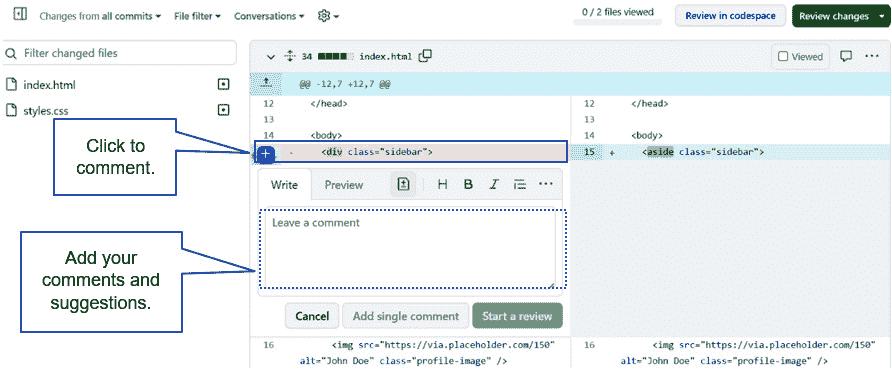 Changes from all commits File filter Conversations
0 / 2 files viewed
Review in codespace
Review changes
Filter changed files
index.html
styles.css
34 index.html
Viewed
@@ -12,7 +12,7 @@
12 </head>
13
14 <body>
- <div class="sidebar">
12 </head>
13
14 <body>
15 + <aside class="sidebar">
Click to
comment.
Write Preview H B I
Leave a comment
Add your
comments and
suggestions.
Cancel Add single comment Start a review
16 <img src="https://via.placeholder.com/150"
alt="John Doe" class="profile-image" />
16 <img src="https://via.placeholder.com/150"
alt="John Doe" class="profile-image" />